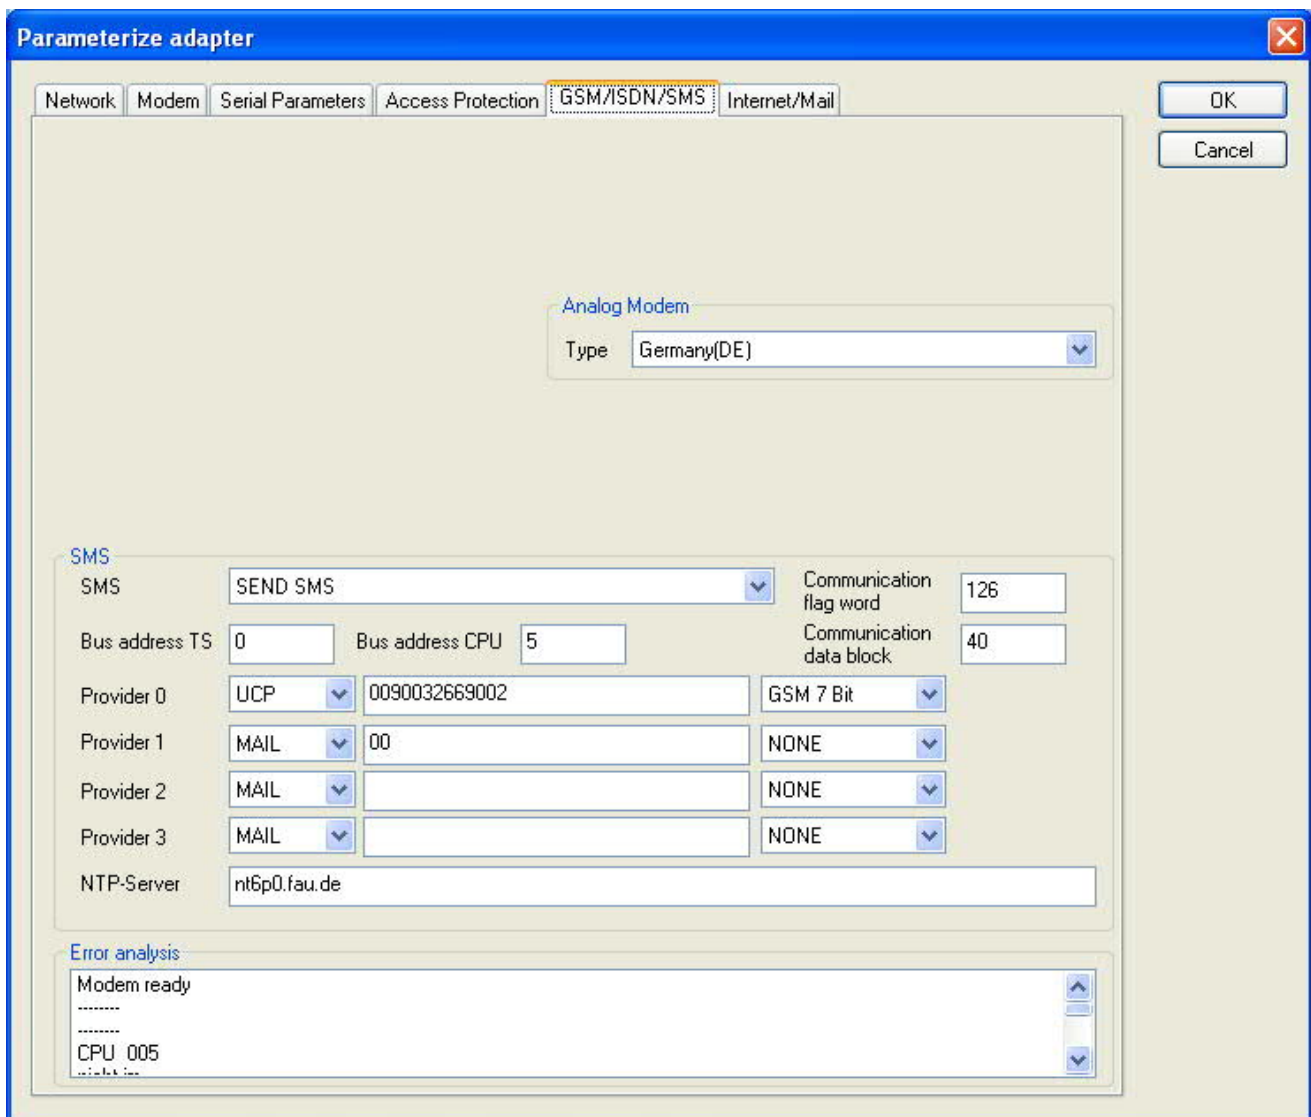 Parameterize adapter
Network Modem Serial Parameters Access Protection GSM/ISDN/SMS Internet/Mail
OK
Cancel
Analog Modem
Type Germany(DE)
SMS
SMS SEND SMS
Communication flag word 126
Bus address TS 0 Bus address CPU 5
Communication data block 40
Provider 0 UCP 0090032669002 GSM 7 Bit
Provider 1 MAIL 00 NONE
Provider 2 MAIL NONE
Provider 3 MAIL NONE
NTP-Server nt6p0.fau.de
Error analysis
Modem ready
--------
--------
CPU 005